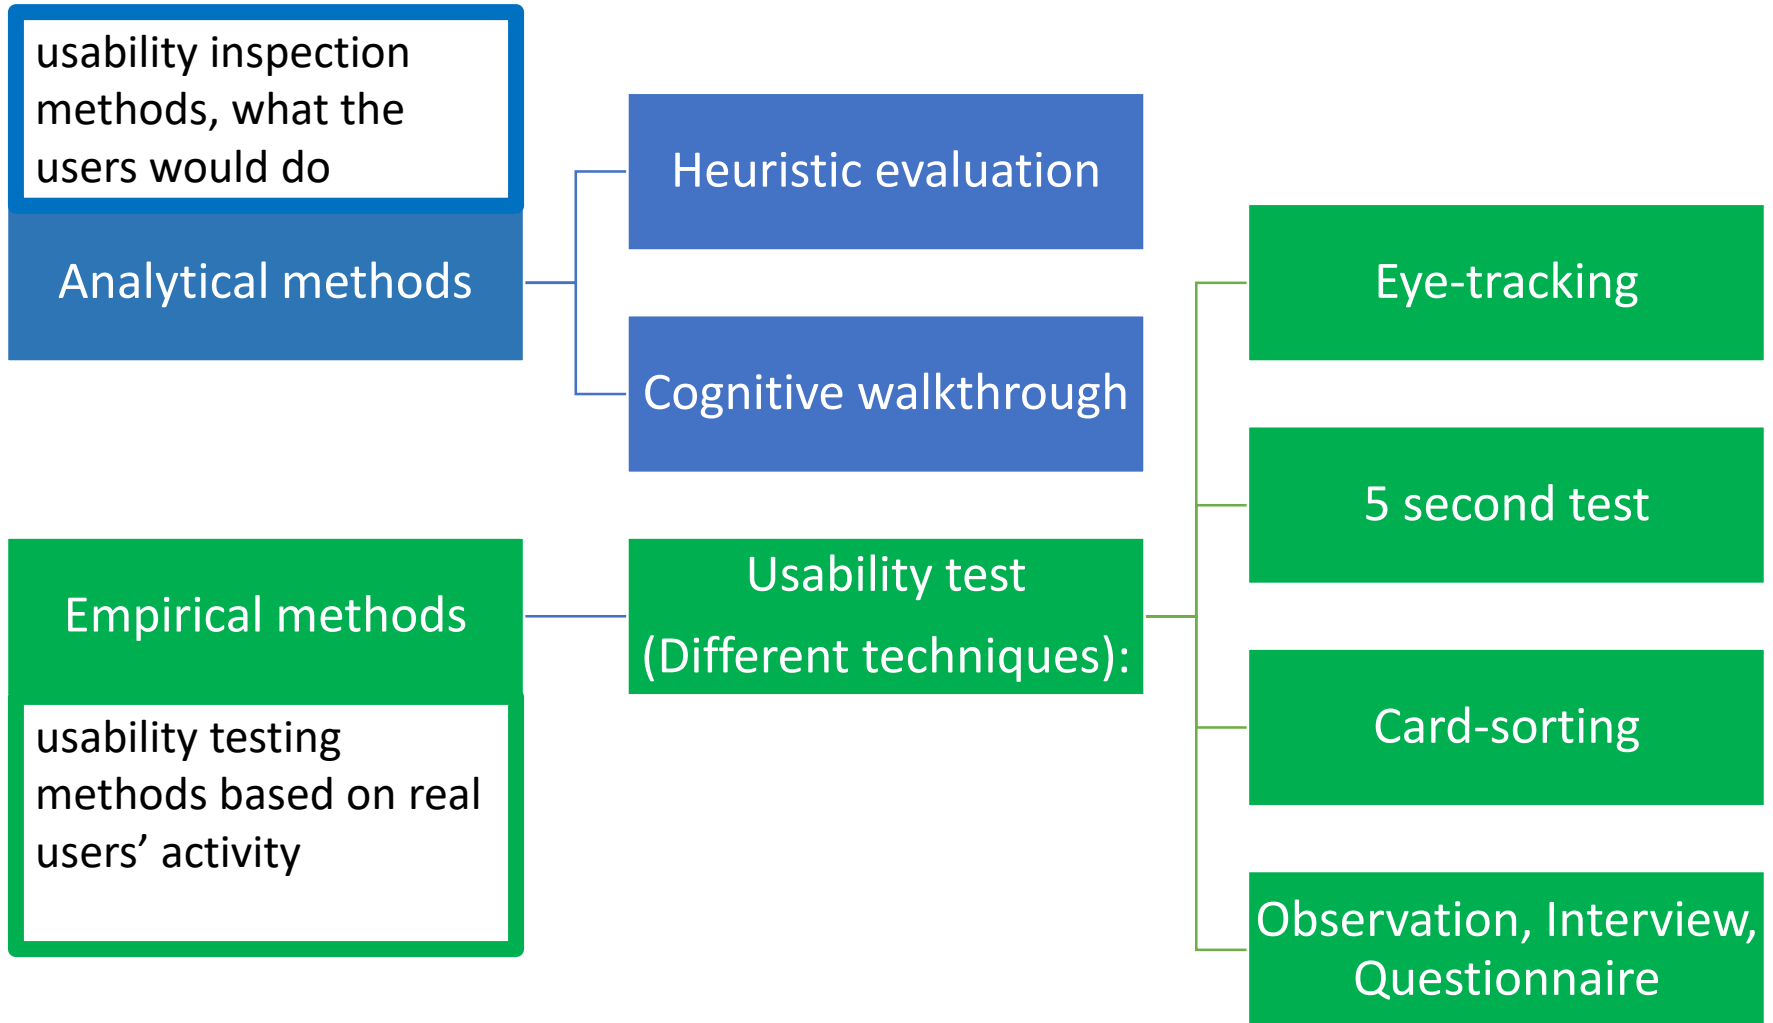 usability inspection
methods, what the
users would do
Analytical methods
Heuristic evaluation
Cognitive walkthrough
Empirical methods
usability testing
methods based on real
users’ activity
Usability test
(Different techniques):
Eye-tracking
5 second test
Card-sorting
Observation, Interview,
Questionnaire